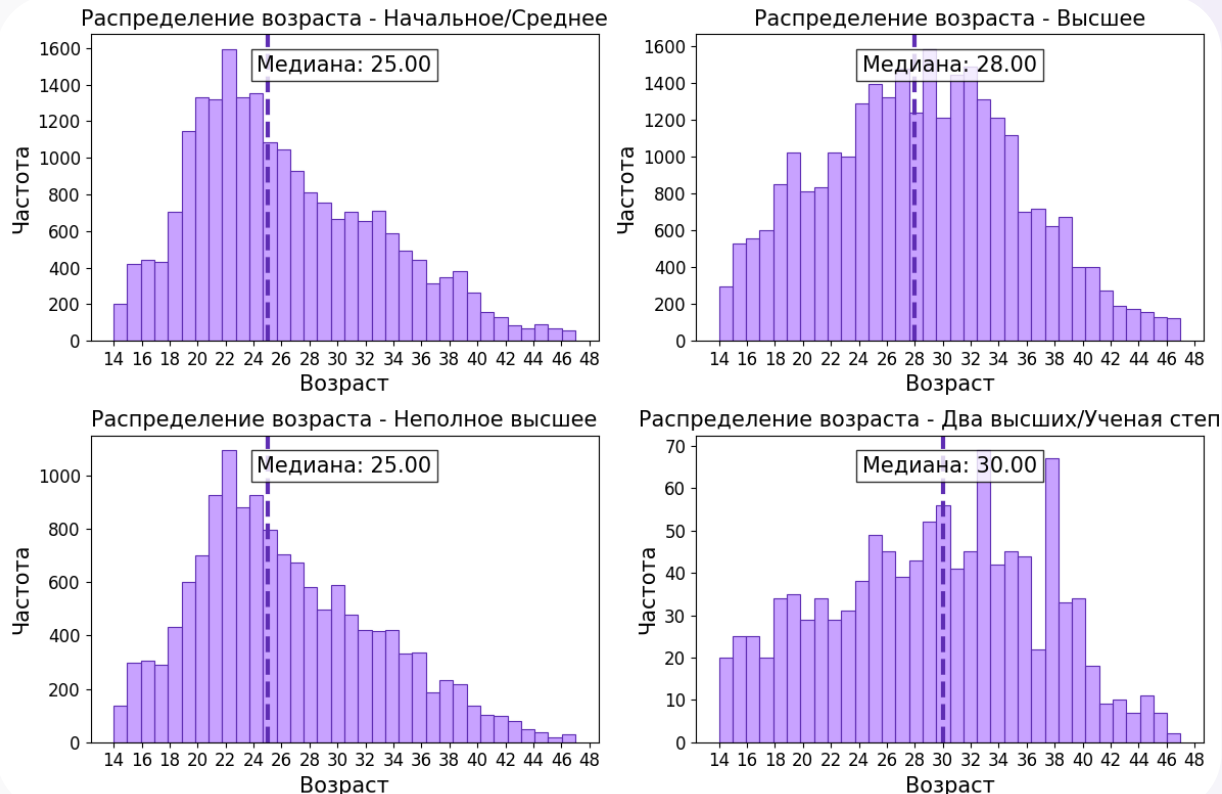 Распределение возраста - Начальное/Среднее
Медиана: 25.00
Частота
1600
1400
1200
1000
800
600
400
200
0
14 16 18 20 22 24 26 28 30 32 34 36 38 40 42 44 46 48
Возраст
Распределение возраста - Высшее
Медиана: 28.00
Частота
1600
1400
1200
1000
800
600
400
200
0
14 16 18 20 22 24 26 28 30 32 34 36 38 40 42 44 46 48
Возраст
Распределение возраста - Неполное высшее
Медиана: 25.00
Частота
1000
800
600
400
200
0
14 16 18 20 22 24 26 28 30 32 34 36 38 40 42 44 46 48
Возраст
Распределение возраста - Два высших/Ученая степ
Медиана: 30.00
Частота
70
60
50
40
30
20
10
0
14 16 18 20 22 24 26 28 30 32 34 36 38 40 42 44 46 48
Возраст